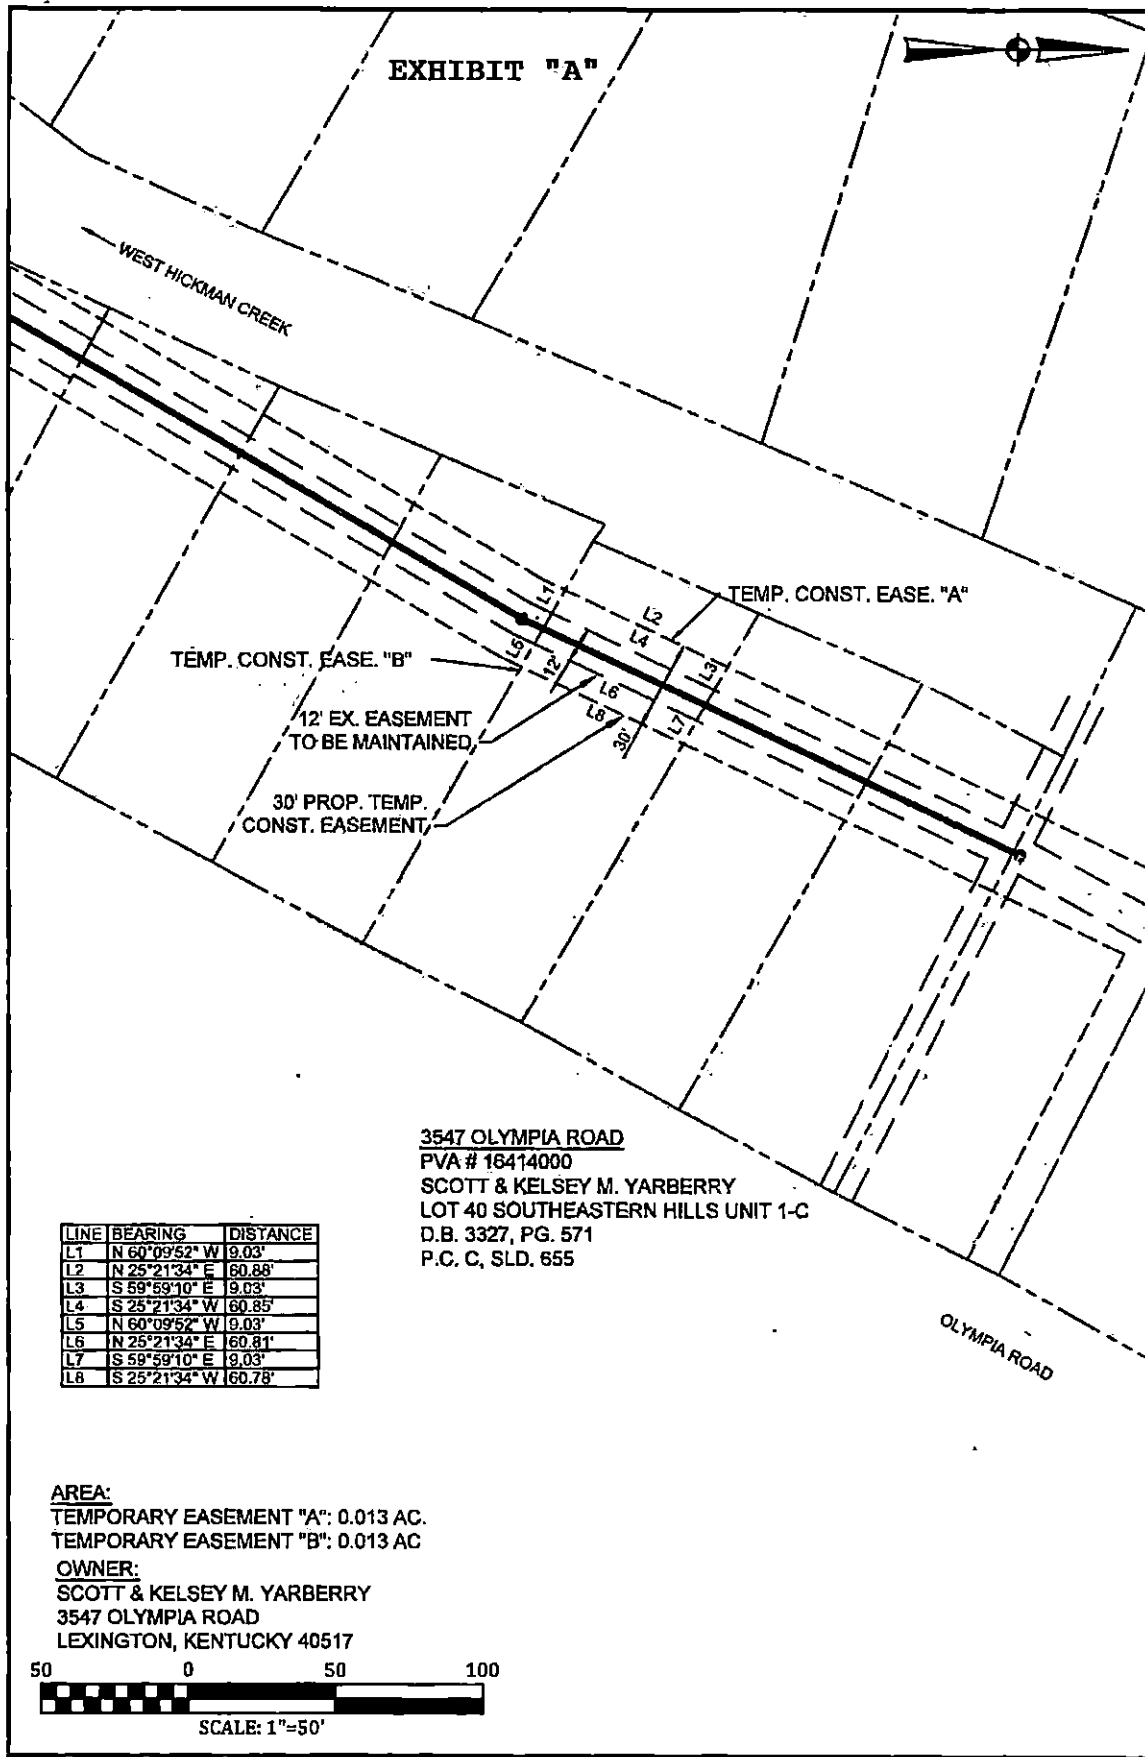 EXHIBIT "A"
WEST HICKMAN CREEK
TEMP. CONST. EASE. "A"
L1
L2
L4
L3
L5
12'
L6
L8
L7
30'
TEMP. CONST. EASE. "B"
12' EX. EASEMENT
TO BE MAINTAINED
30' PROP. TEMP.
CONST. EASEMENT
3547 OLYMPIA ROAD
PVA # 16414000
SCOTT & KELSEY M. YARBERRY
LOT 40 SOUTHEASTERN HILLS UNIT 1-C
D.B. 3327, PG. 571
P.C. C, SLD. 655
LINE BEARING DISTANCE
L1 N 60°09'52" W 9.03'
L2 N 25°21'34" E 60.88'
L3 S 59°59'10" E 9.03'
L4 S 25°21'34" W 60.85'
L5 N 60°09'52" W 9.03'
L6 N 25°21'34" E 60.81'
L7 S 59°59'10" E 9.03'
L8 S 25°21'34" W 60.78'
OLYMPIA ROAD
AREA:
TEMPORARY EASEMENT "A": 0.013 AC.
TEMPORARY EASEMENT "B": 0.013 AC
OWNER:
SCOTT & KELSEY M. YARBERRY
3547 OLYMPIA ROAD
LEXINGTON, KENTUCKY 40517
50 0 50 100
SCALE: 1"=50'